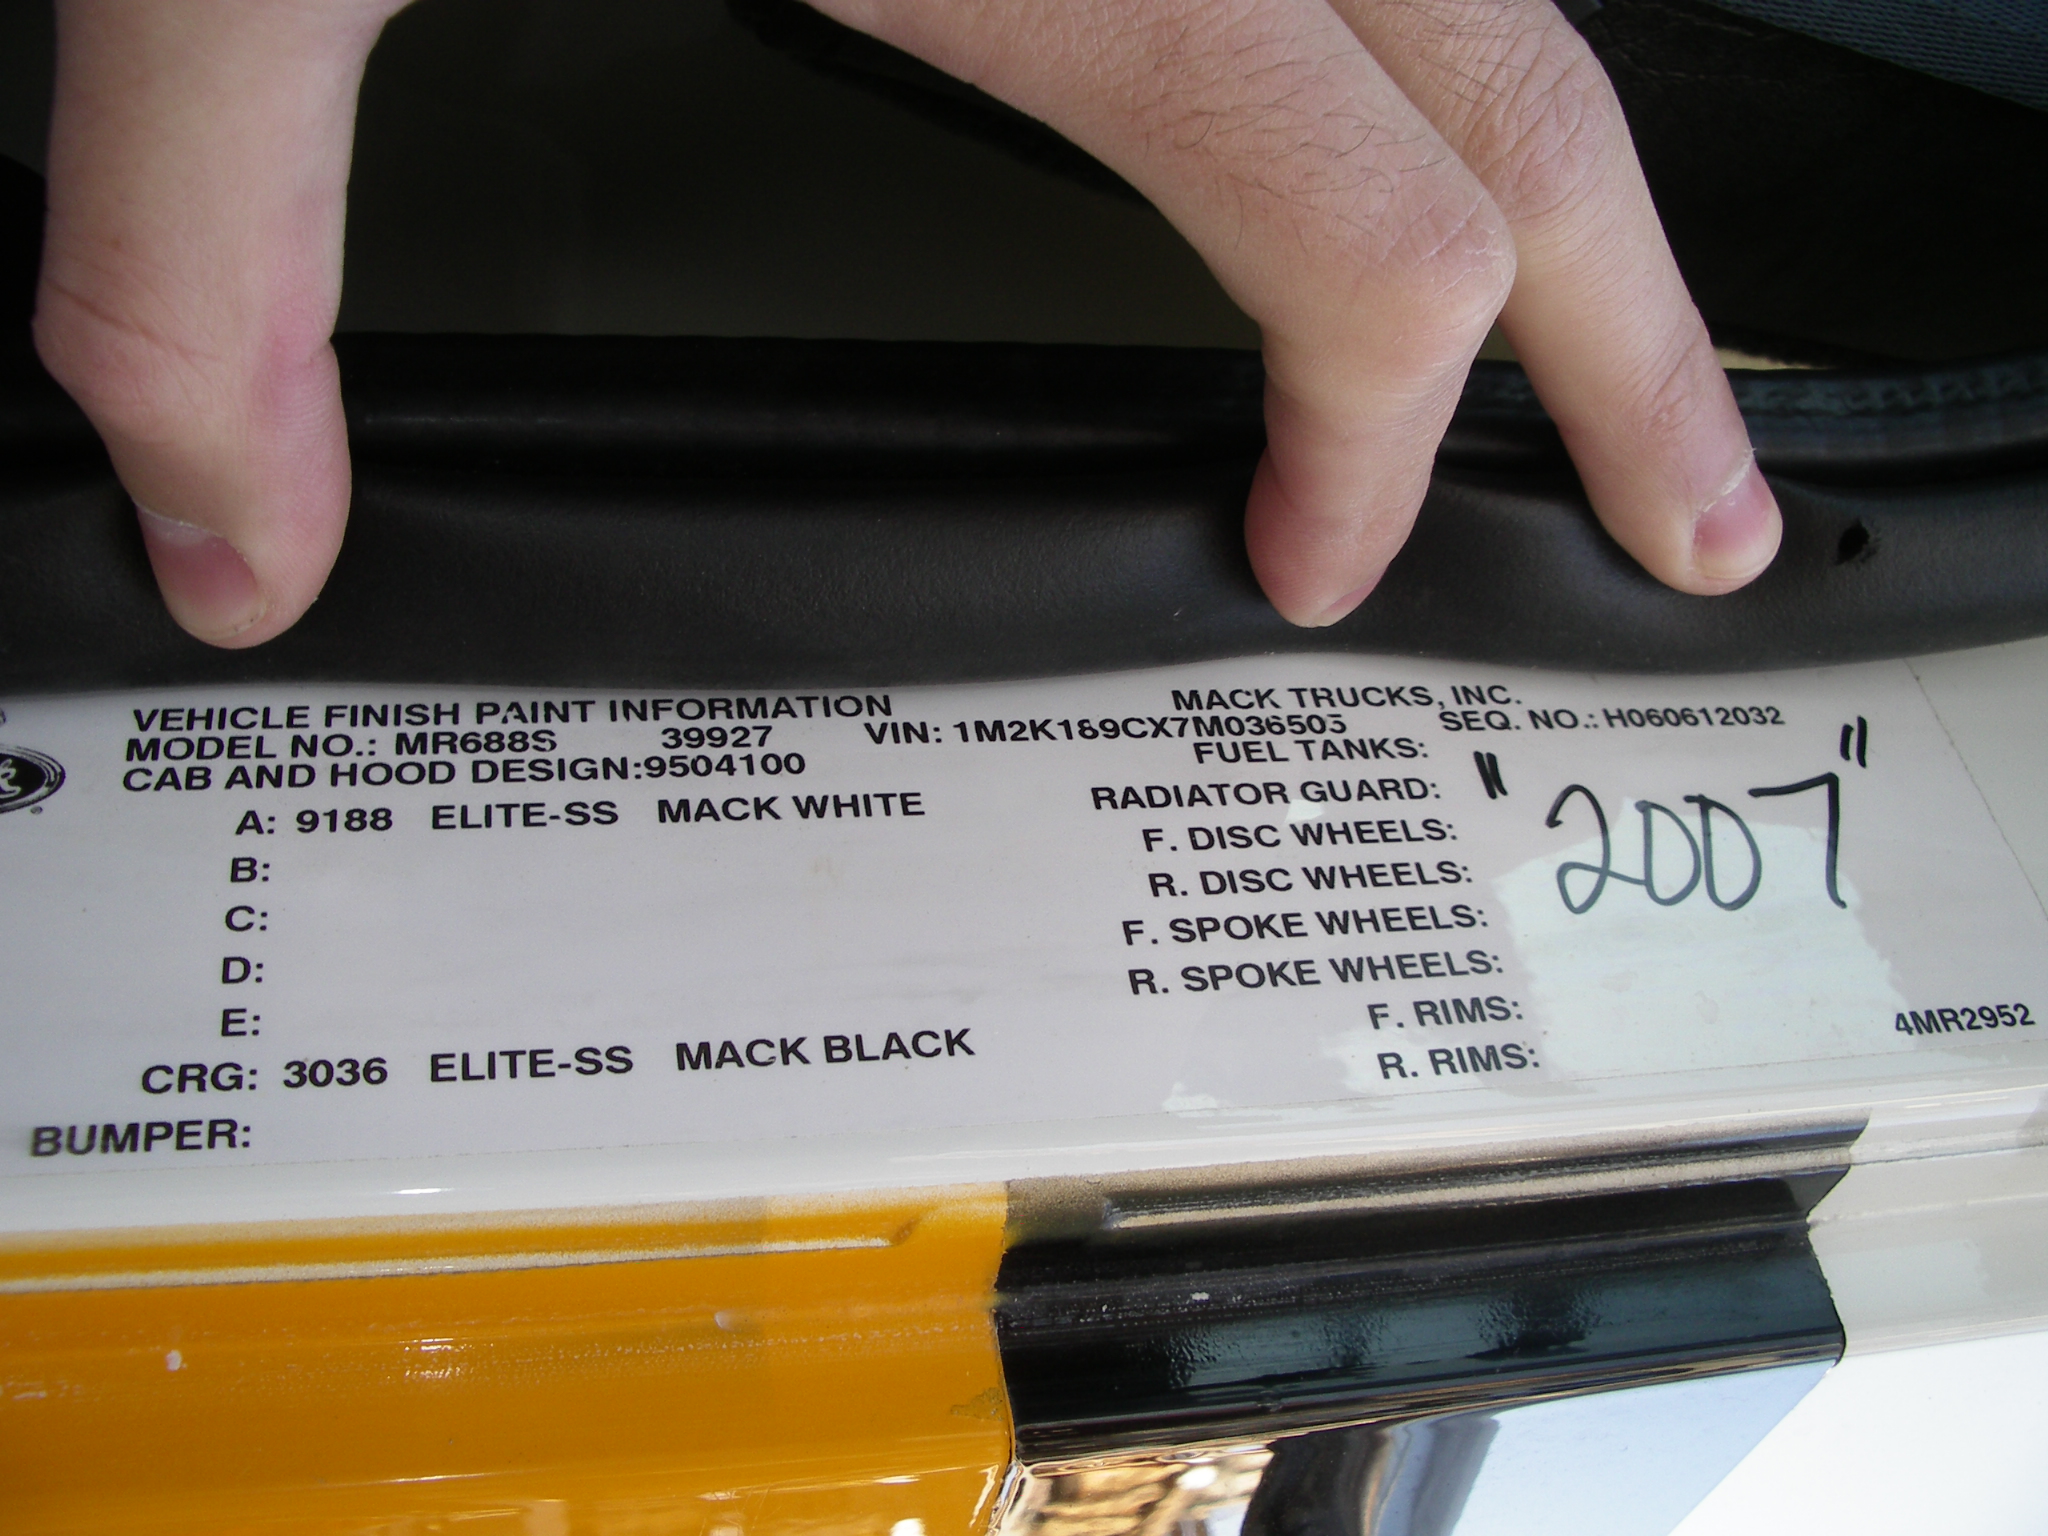 VEHICLE FINISH PAINT INFORMATION MACK TRUCKS, INC.
MODEL NO.: MR688S 39927 VIN: 1M2K189CX7M036503 SEQ. NO.: H060612032
CAB AND HOOD DESIGN:9504100 FUEL TANKS:
A: 9188 ELITE-SS MACK WHITE RADIATOR GUARD:
"2007"
F. DISC WHEELS:
B: R. DISC WHEELS:
C: F. SPOKE WHEELS:
D: R. SPOKE WHEELS:
E: F. RIMS:
4MR2952
CRG: 3036 ELITE-SS MACK BLACK R. RIMS:
BUMPER: